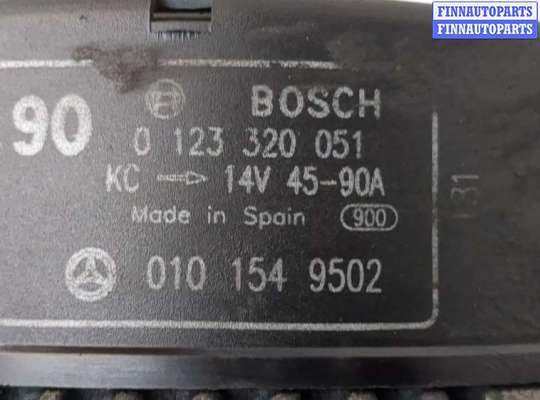 FINNAUTOPARTS
FINNAUTOPARTS
90
BOSCH
0 123 320 051
KC 14V 45-90A
Made in Spain 900
010 154 9502